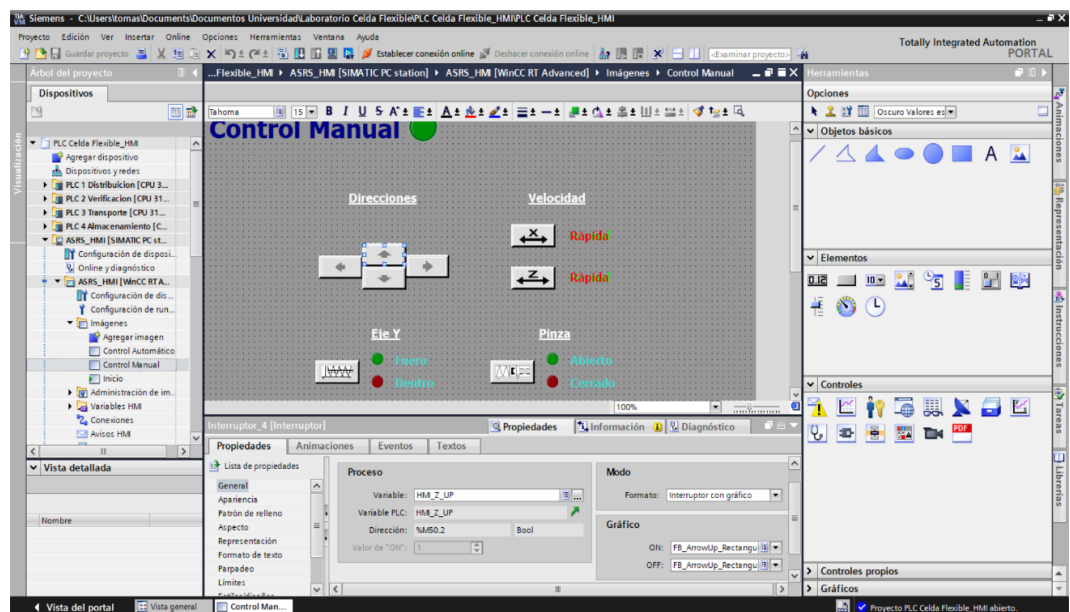 Siemens - C:\Users\tomas\Documents\Documentos Universidad\Laboratorio Celda Flexible\PLC Celda Flexible_HMI\PLC Celda Flexible_HMI
Proyecto Edición Ver Insertar Online Opciones Herramientas Ventana Ayuda
Guardar proyecto Establecer conexión online Deshacer conexión online <Examinar proyecto>
Totally Integrated Automation
PORTAL
Árbol del proyecto
...Flexible_HMI ▸ ASRS_HMI [SIMATIC PC station] ▸ ASRS_HMI [WinCC RT Advanced] ▸ Imágenes ▸ Control Manual
Herramientas
Dispositivos
Opciones
Tahoma 15 B I U S
Oscuro Valores es
Visualización
PLC Celda Flexible_HMI
Agregar dispositivo
Dispositivos y redes
PLC 1 Distribuicion [CPU 3...
PLC 2 Verificacion [CPU 31...
PLC 3 Transporte [CPU 31...
PLC 4 Almacenamiento [C...
ASRS_HMI [SIMATIC PC st...
Configuración de disposi...
Online y diagnóstico
ASRS_HMI [WinCC RT A...
Configuración de dis...
Configuración de run...
Imágenes
Agregar imagen
Control Automático
Control Manual
Inicio
Administración de im...
Variables HMI
Conexiones
Avisos HMI
Control Manual
Direcciones
Velocidad
X
Rápida
Z
Rápida
Eje Y
Pinza
Fuera
Dentro
Abierto
Cerrado
100%
Objetos básicos
A
Elementos
Controles
PDF
Controles propios
Gráficos
Animaciones
Representación
Instrucciones
Tareas
Librerías
Vista detallada
Nombre
Interruptor_4 [Interruptor]
Propiedades Información Diagnóstico
Propiedades Animaciones Eventos Textos
Lista de propiedades
General
Apariencia
Patrón de relleno
Aspecto
Representación
Formato de texto
Parpadeo
Límites
Estilos/diseños
Proceso
Variable: HMI_Z_UP
Variable PLC: HMI_Z_UP
Dirección: %M50.2 Bool
Valor de "ON": 1
Modo
Formato: Interruptor con gráfico
Gráfico
ON: FB_ArrowUp_Rectangu
OFF: FB_ArrowUp_Rectangu
Vista del portal Vista general Control Man...
Proyecto PLC Celda Flexible_HMI abierto.